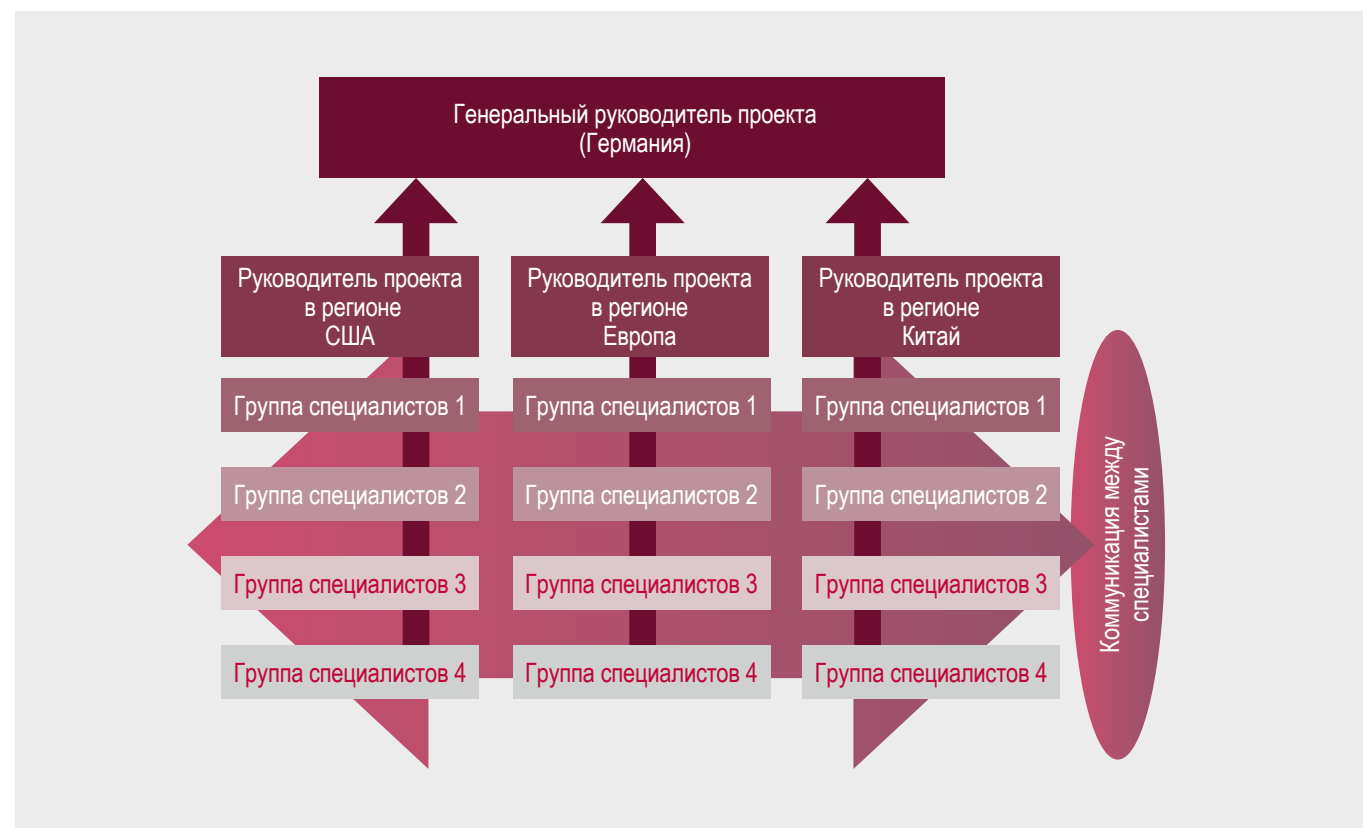 Генеральный руководитель проекта
(Германия)
Руководитель проекта
в регионе
США
Руководитель проекта
в регионе
Европа
Руководитель проекта
в регионе
Китай
Группа специалистов 1
Группа специалистов 1
Группа специалистов 1
Группа специалистов 2
Группа специалистов 2
Группа специалистов 2
Группа специалистов 3
Группа специалистов 3
Группа специалистов 3
Группа специалистов 4
Группа специалистов 4
Группа специалистов 4
Коммуникация между
специалистами